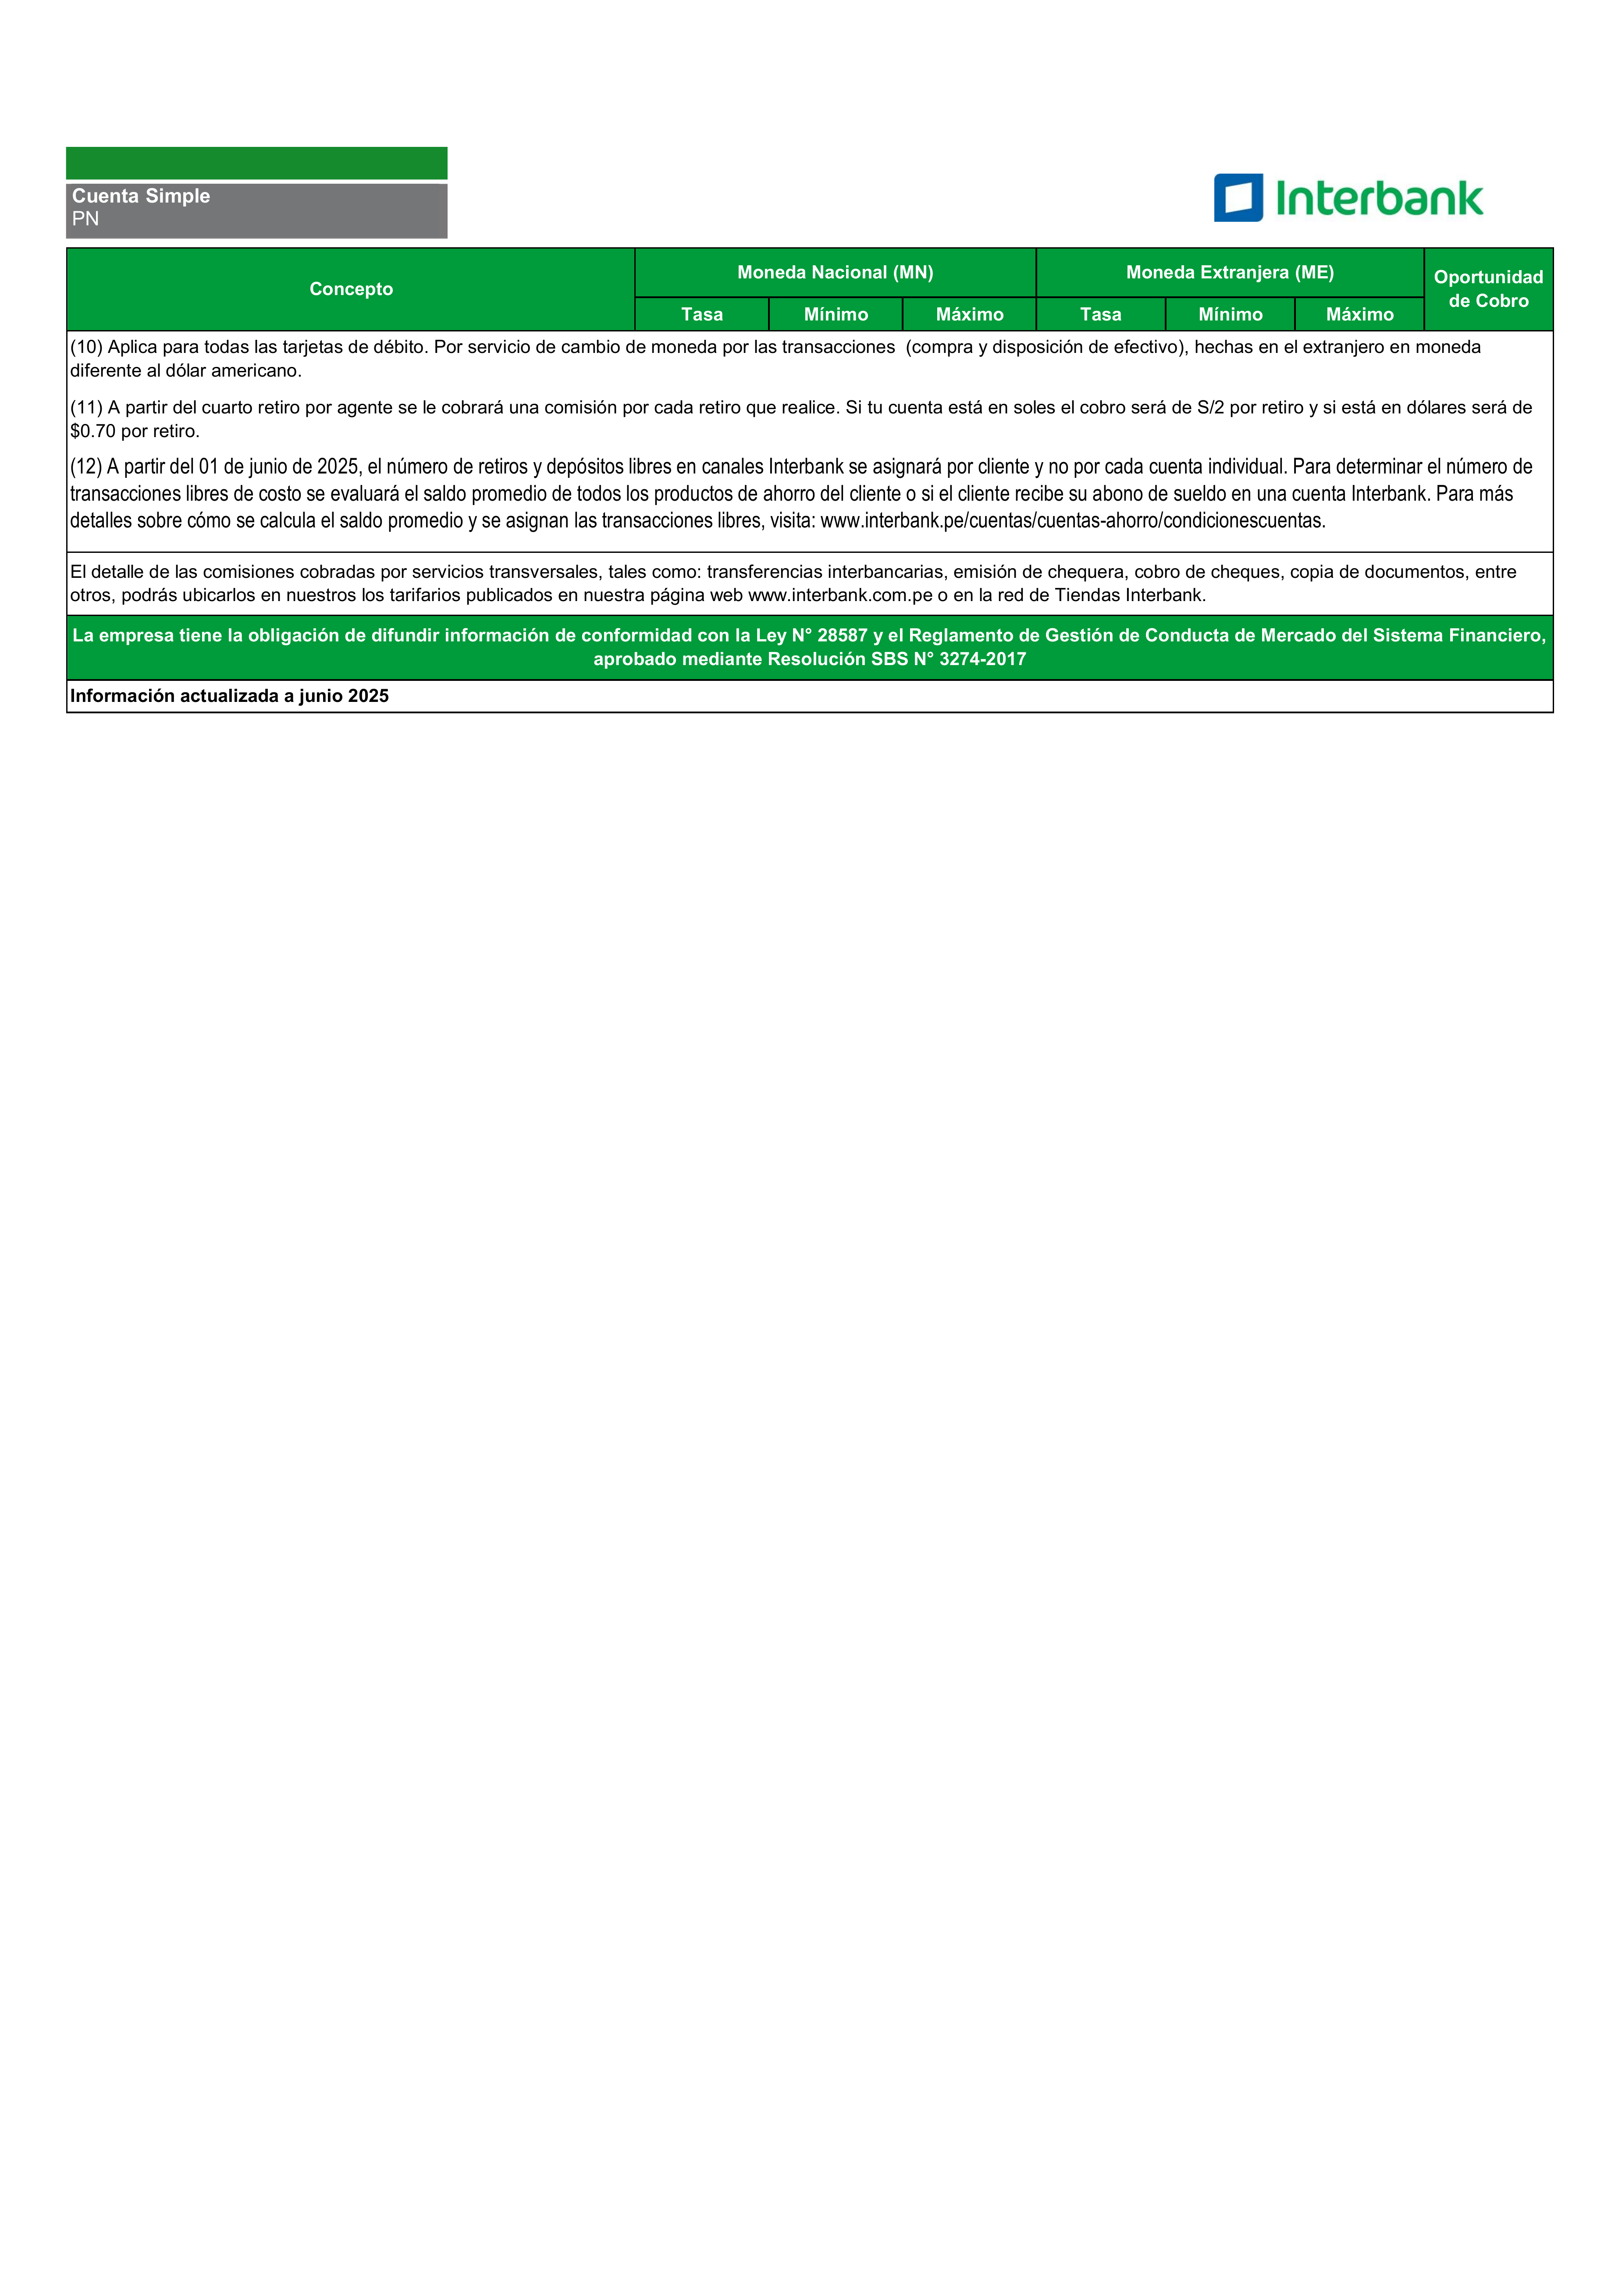 Cuenta Simple
PN
Interbank
Concepto
Moneda Nacional (MN)
Moneda Extranjera (ME)
Oportunidad
de Cobro
Tasa
Mínimo
Máximo
Tasa
Mínimo
Máximo
(10) Aplica para todas las tarjetas de débito. Por servicio de cambio de moneda por las transacciones  (compra y disposición de efectivo), hechas en el extranjero en moneda
diferente al dólar americano.
(11) A partir del cuarto retiro por agente se le cobrará una comisión por cada retiro que realice. Si tu cuenta está en soles el cobro será de S/2 por retiro y si está en dólares será de
$0.70 por retiro.
(12) A partir del 01 de junio de 2025, el número de retiros y depósitos libres en canales Interbank se asignará por cliente y no por cada cuenta individual. Para determinar el número de
transacciones libres de costo se evaluará el saldo promedio de todos los productos de ahorro del cliente o si el cliente recibe su abono de sueldo en una cuenta Interbank. Para más
detalles sobre cómo se calcula el saldo promedio y se asignan las transacciones libres, visita: www.interbank.pe/cuentas/cuentas-ahorro/condicionescuentas.
El detalle de las comisiones cobradas por servicios transversales, tales como: transferencias interbancarias, emisión de chequera, cobro de cheques, copia de documentos, entre
otros, podrás ubicarlos en nuestros los tarifarios publicados en nuestra página web www.interbank.com.pe o en la red de Tiendas Interbank.
La empresa tiene la obligación de difundir información de conformidad con la Ley N° 28587 y el Reglamento de Gestión de Conducta de Mercado del Sistema Financiero,
aprobado mediante Resolución SBS N° 3274-2017
Información actualizada a junio 2025